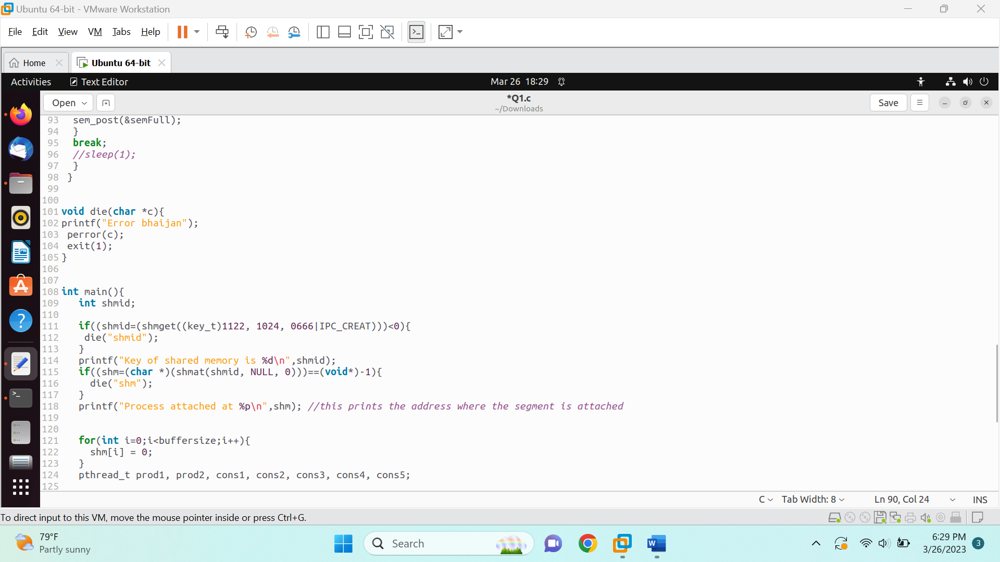 Ubuntu 64-bit - VMware Workstation
File Edit View VM Tabs Help
Home
Ubuntu 64-bit
Activities
Text Editor
Mar 26 18:29
Open
*Q1.c
~/Downloads
Save
93 sem_post(&semFull);
94 }
95 break;
96 //sleep(1);
97 }
98 }
99
100
101 void die(char *c){
102 printf("Error bhaijan");
103 perror(c);
104 exit(1);
105 }
106
107
108 int main(){
109 int shmid;
110
111 if((shmid=(shmget((key_t)1122, 1024, 0666|IPC_CREAT)))<0){
112 die("shmid");
113 }
114 printf("Key of shared memory is %d\n",shmid);
115 if((shm=(char *)(shmat(shmid, NULL, 0)))==(void*)-1){
116 die("shm");
117 }
118 printf("Process attached at %p\n",shm); //this prints the address where the segment is attached
119
120
121 for(int i=0;i<buffersize;i++){
122 shm[i] = 0;
123 }
124 pthread_t prod1, prod2, cons1, cons2, cons3, cons4, cons5;
125
C Tab Width: 8 Ln 90, Col 24 INS
To direct input to this VM, move the mouse pointer inside or press Ctrl+G.
79°F
Partly sunny
Search
W
6:29 PM
3/26/2023
3